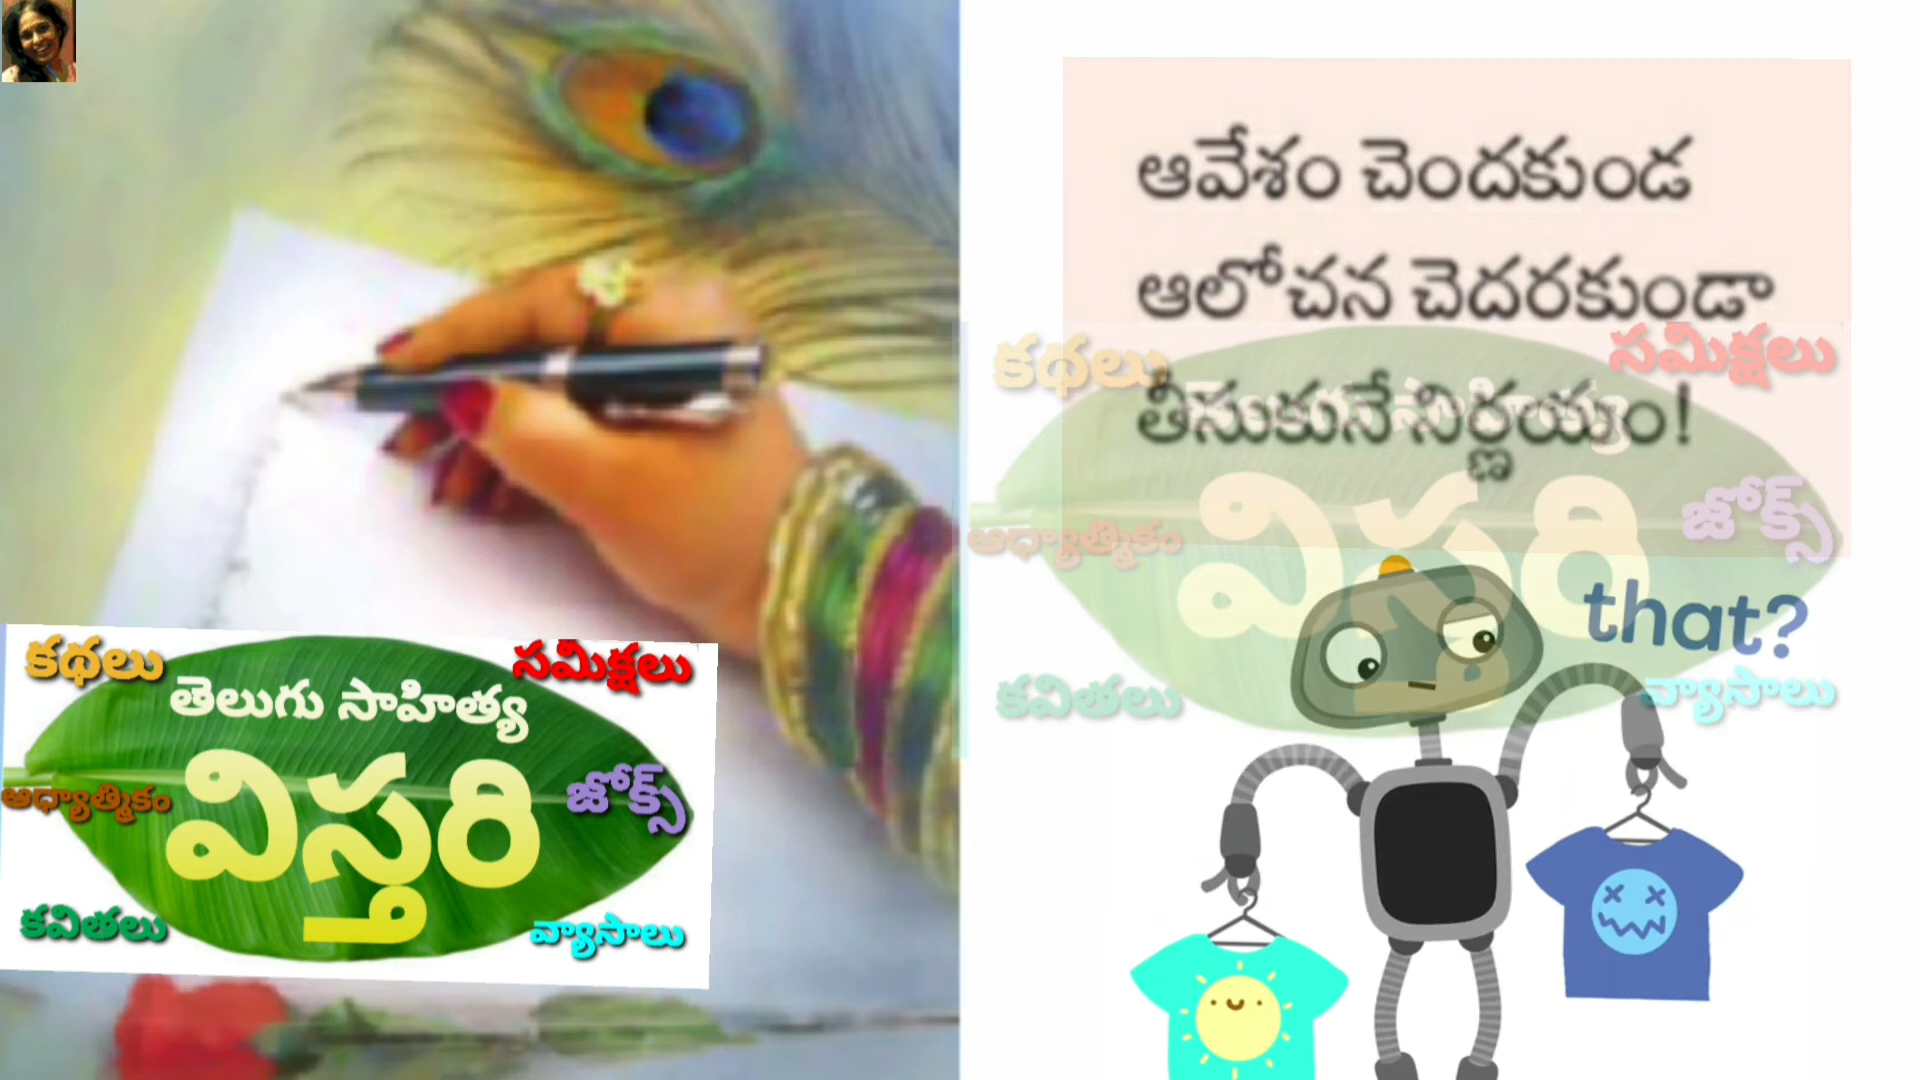 ఆవేశం చెందకుండ
ఆలోచన చెదరకుండా
తీసుకునే నిర్ణయం!
కథలు
సమీక్షలు
తెలుగు సాహిత్య
విస్తరి
జోక్స్
ఆధ్యాత్మికం
కవితలు
వ్యాసాలు
that?
కథలు
సమీక్షలు
తెలుగు సాహిత్య
విస్తరి
జోక్స్
ఆధ్యాత్మికం
కవితలు
వ్యాసాలు